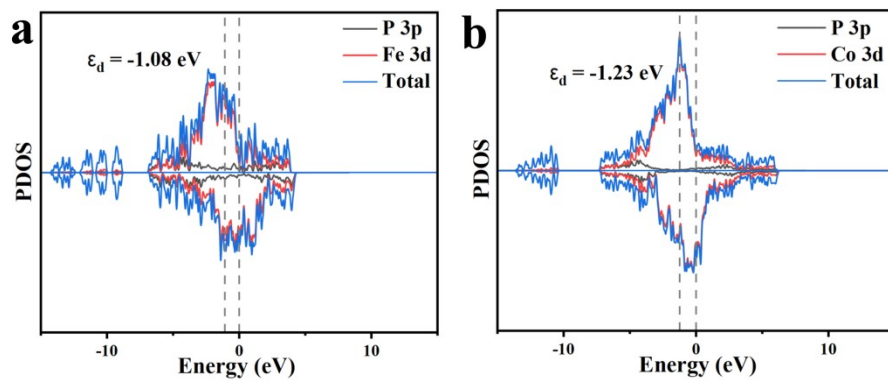 a
P 3p
Fe 3d
Total
εd = -1.08 eV
PDOS
-10
0
10
Energy (eV)
b
P 3p
Co 3d
Total
εd = -1.23 eV
PDOS
-10
0
10
Energy (eV)